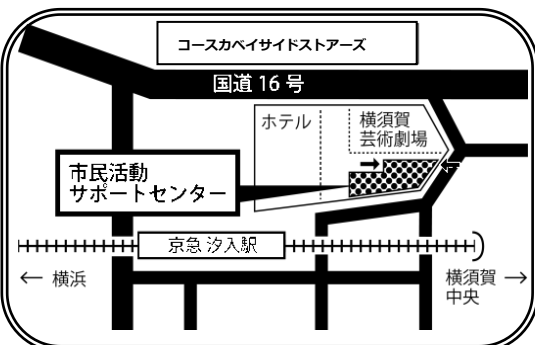 コースカベイサイドストアーズ
国道 16 号
ホテル
横須賀
芸術劇場
市民活動
サポートセンター
京急 汐入駅
← 横浜
横須賀 →
中央